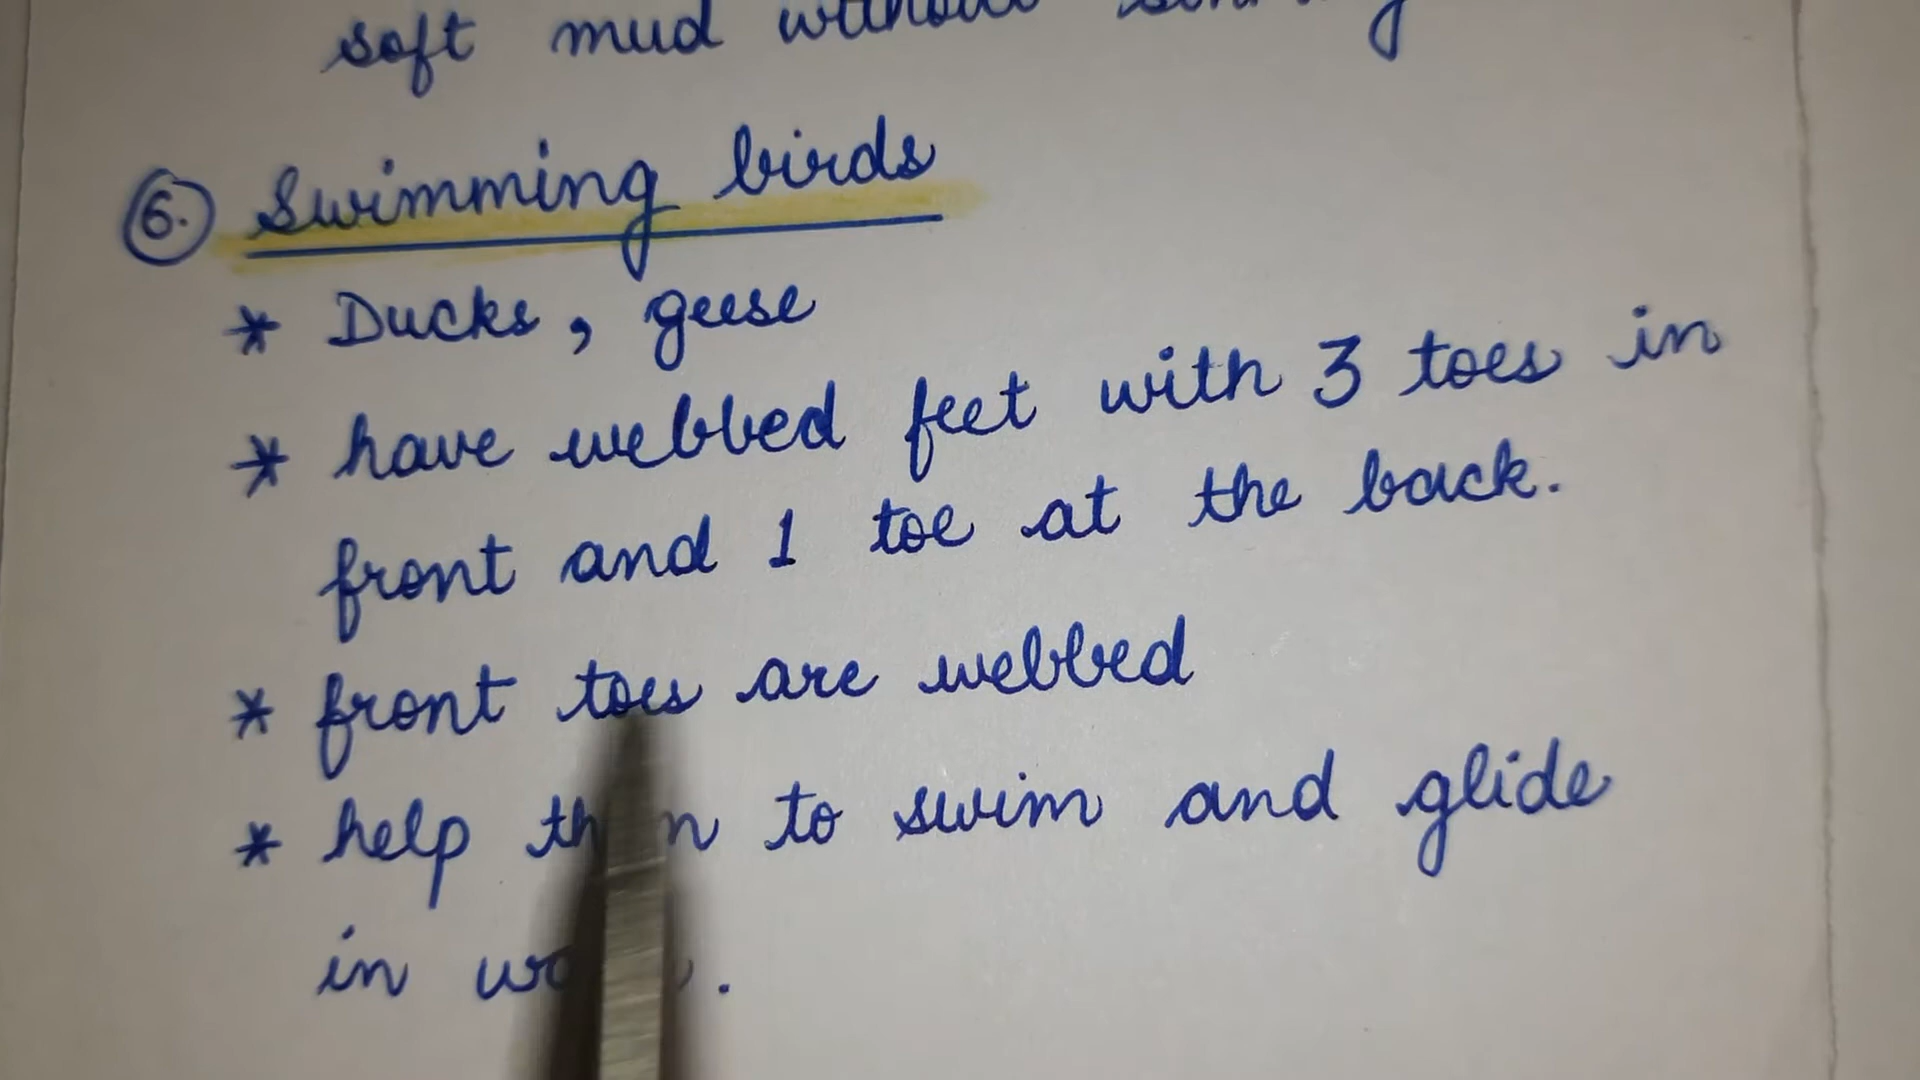 soft mud without
6. Swimming birds
* Ducks, geese
* have webbed feet with 3 toes in
front and 1 toe at the back.
* front toes are webbed
* help to swim and glide
in